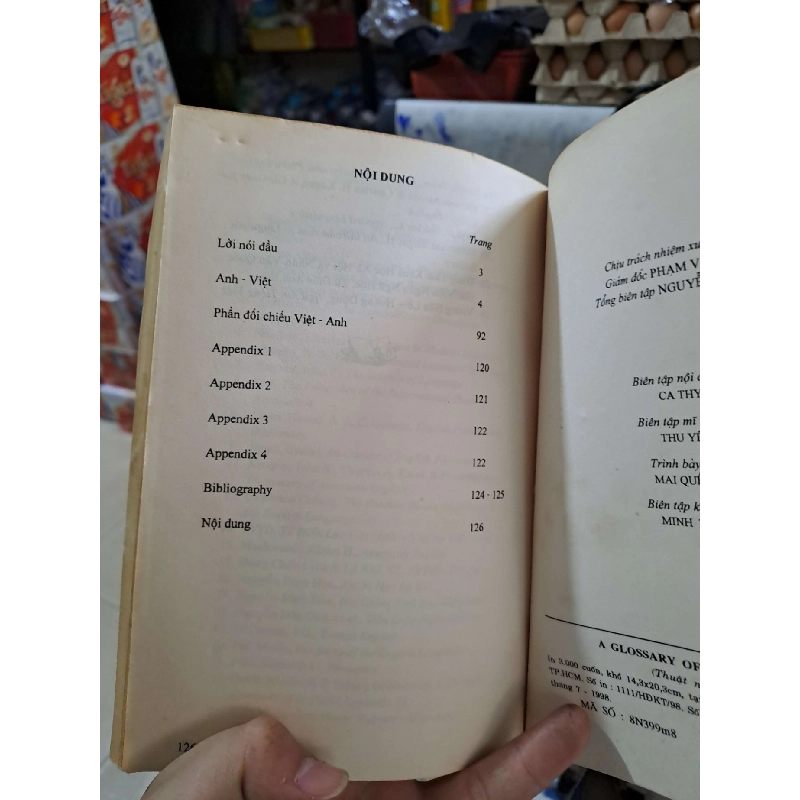 NỘI DUNG
Trang
Lời nói đầu 3
Anh - Việt 4
Phần đối chiếu Việt - Anh 92
Appendix 1 120
Appendix 2 121
Appendix 3 122
Appendix 4 122
Bibliography 124 - 125
Nội dung 126
126
Chịu trách nhiệm
Giám đốc PHẠM
Tổng biên tập
Biên tập nội
CA THY
Biên tập mĩ
THU
Trình bày
MAI
Biên tập
MINH
A GLOSSARY OF
(Thuật
In 3.000 cuốn, khổ 14,3x20,3cm, tại
TP.HCM. Số in : 1111/HĐKT/98. Số
tháng 7 - 1998.
MÃ SỐ : 8N399m8